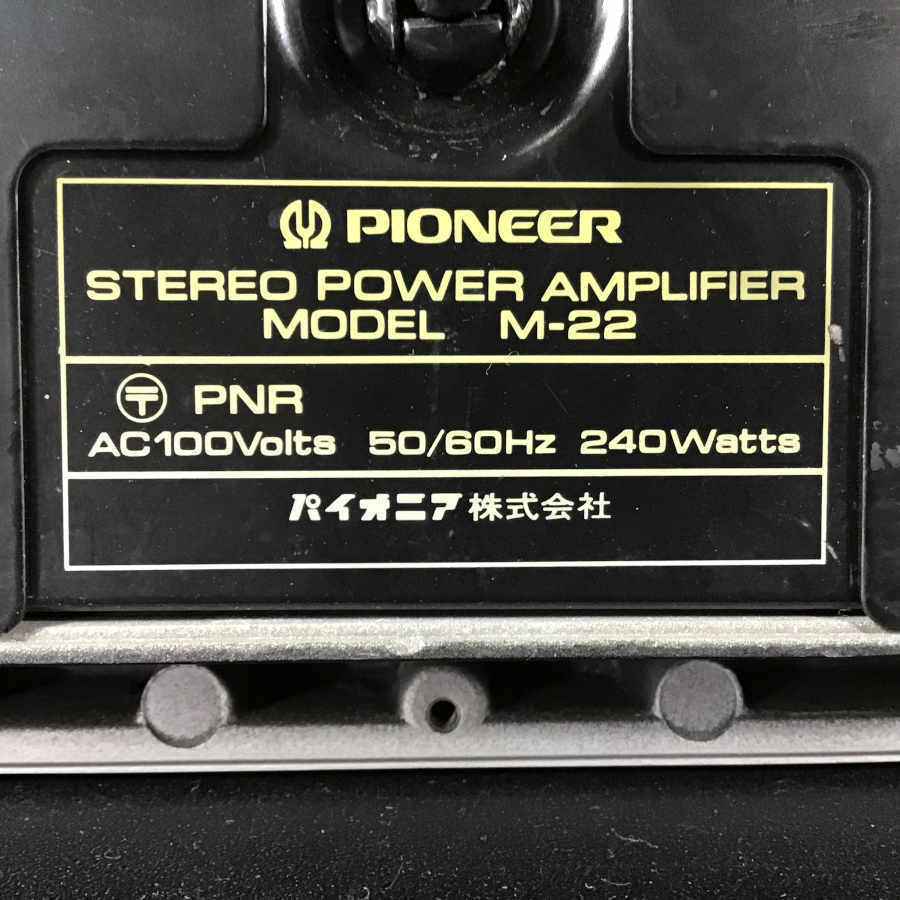 PIONEER
STEREO POWER AMPLIFIER
MODEL M-22
〒 PNR
AC100Volts 50/60Hz 240Watts
パイオニア株式会社